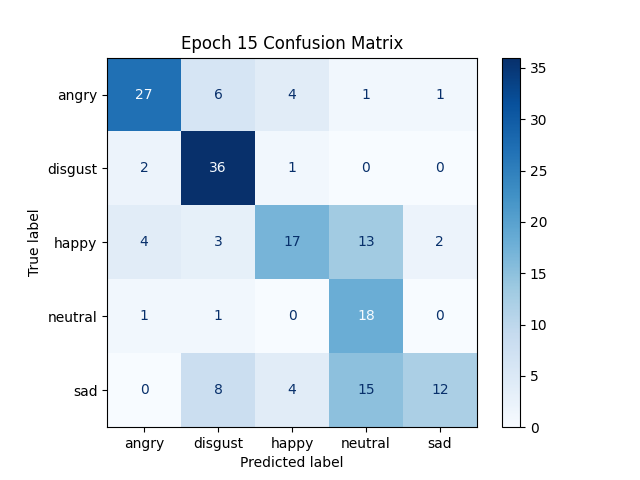 Epoch 15 Confusion Matrix
angry 27 6 4 1 1
disgust 2 36 1 0 0
happy 4 3 17 13 2
neutral 1 1 0 18 0
sad 0 8 4 15 12
angry disgust happy neutral sad
Predicted label
True label
35
30
25
20
15
10
5
0